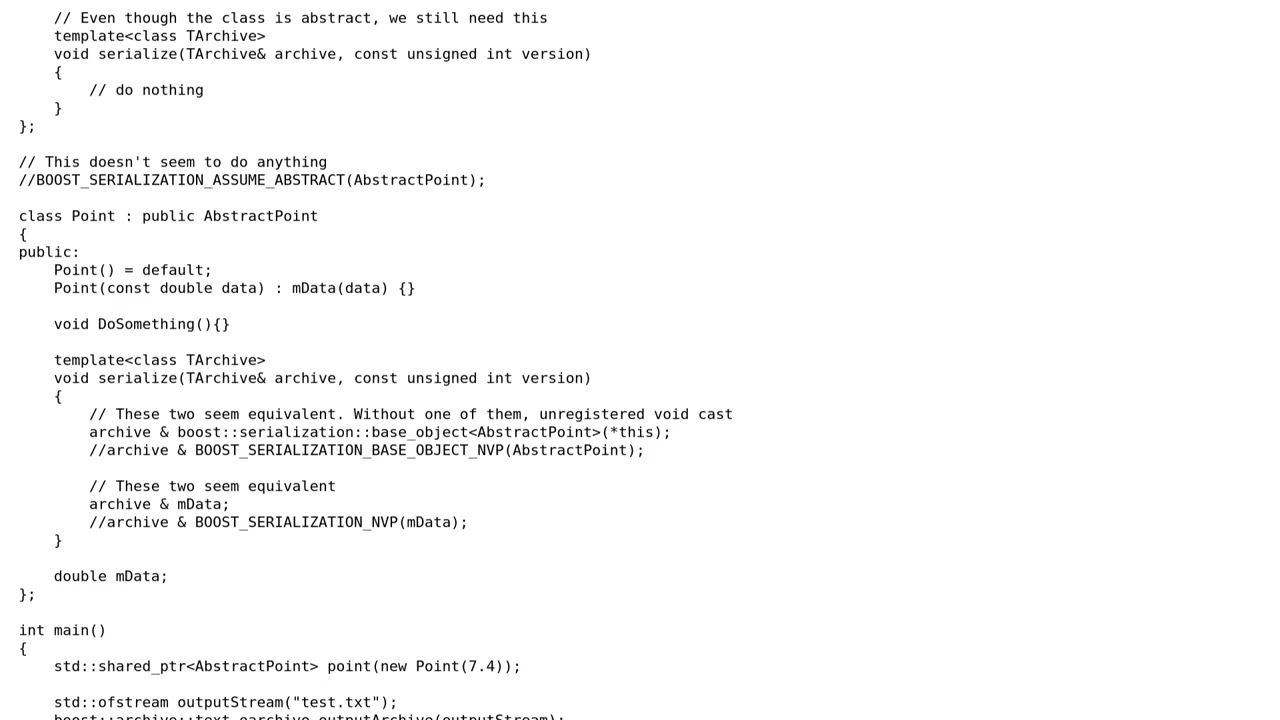 // Even though the class is abstract, we still need this
template<class TArchive>
void serialize(TArchive& archive, const unsigned int version)
{
// do nothing
}
};
// This doesn't seem to do anything
//BOOST_SERIALIZATION_ASSUME_ABSTRACT(AbstractPoint);
class Point : public AbstractPoint
{
public:
Point() = default;
Point(const double data) : mData(data) {}
void DoSomething(){}
template<class TArchive>
void serialize(TArchive& archive, const unsigned int version)
{
// These two seem equivalent. Without one of them, unregistered void cast
archive & boost::serialization::base_object<AbstractPoint>(*this);
//archive & BOOST_SERIALIZATION_BASE_OBJECT_NVP(AbstractPoint);
// These two seem equivalent
archive & mData;
//archive & BOOST_SERIALIZATION_NVP(mData);
}
double mData;
};
int main()
{
std::shared_ptr<AbstractPoint> point(new Point(7.4));
std::ofstream outputStream("test.txt");
boost::archive::text_oarchive outputArchive(outputStream);